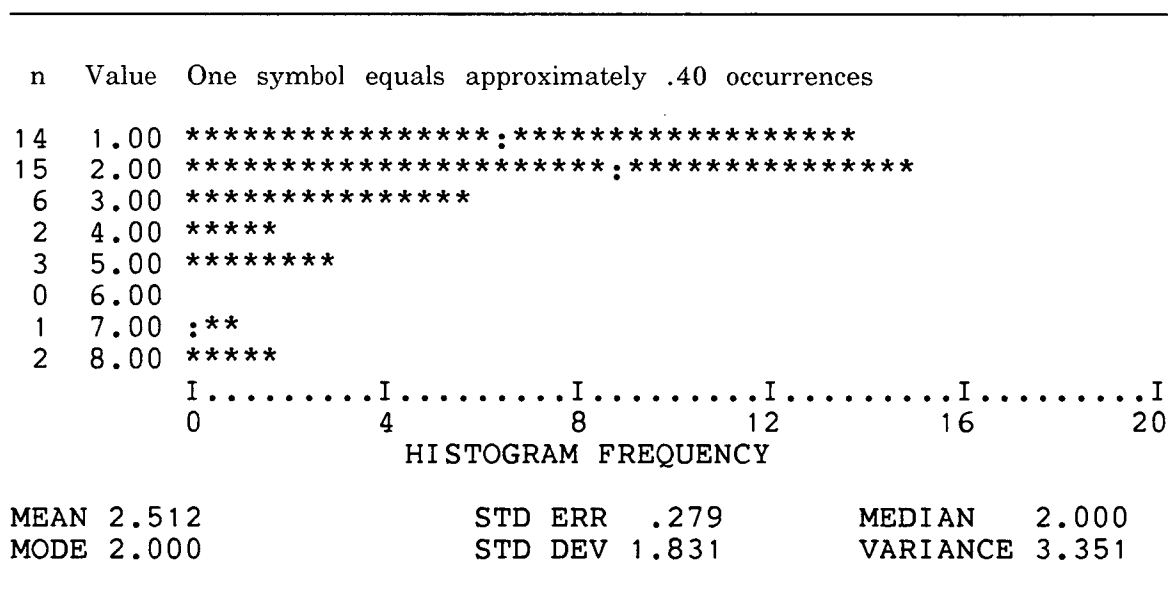 n Value One symbol equals approximately .40 occurrences
14 1.00 ****************:******************
15 2.00 **********************:***************
6 3.00 ***************
2 4.00 *****
3 5.00 ********
0 6.00
1 7.00 :**
2 8.00 *****
I.........I.........I.........I.........I.........I
0 4 8 12 16 20
HISTOGRAM FREQUENCY
MEAN 2.512 STD ERR .279 MEDIAN 2.000
MODE 2.000 STD DEV 1.831 VARIANCE 3.351